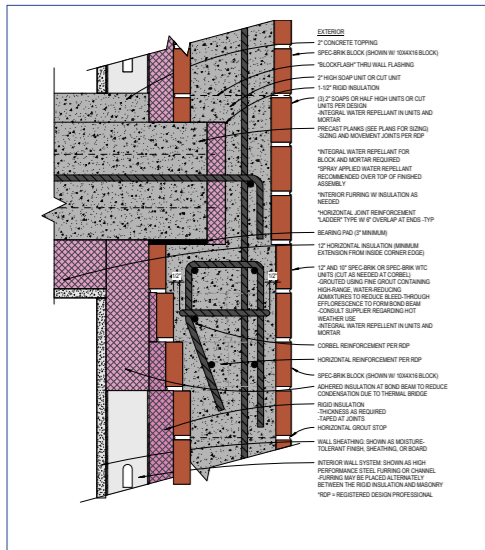 EXTERIOR
2" CONCRETE TOPPING
SPEC-BRIK BLOCK (SHOWN W/ 10X4X16 BLOCK)
"BLOCKFLASH" THRU WALL FLASHING
2" HIGH SOAP UNIT OR CUT UNIT
1-1/2" RIGID INSULATION
(3) 2" SOAPS OR HALF HIGH UNITS OR CUT
UNITS PER DESIGN
-INTEGRAL WATER REPELLANT IN UNITS AND
MORTAR
PRECAST PLANKS (SEE PLANS FOR SIZING)
-SIZING AND MOVEMENT JOINTS PER RDP
*INTEGRAL WATER REPELLANT FOR
BLOCK AND MORTAR REQUIRED
*SPRAY APPLIED WATER REPELLANT
RECOMMENDED OVER TOP OF FINISHED
ASSEMBLY
*INTERIOR FURRING W/ INSULATION AS
NEEDED
*HORIZONTAL JOINT REINFORCEMENT
"LADDER" TYPE W/ 6" OVERLAP AT ENDS -TYP
BEARING PAD (3" MINIMUM)
12" HORIZONTAL INSULATION (MINIMUM
EXTENSION FROM INSIDE CORNER EDGE)
1/2"
1/2"
12" AND 10" SPEC-BRIK OR SPEC-BRIK WTC
UNITS (CUT AS NEEDED AT CORBEL)
-GROUTED USING FINE GROUT CONTAINING
HIGH-RANGE, WATER-REDUCING
ADMIXTURES TO REDUCE BLEED-THROUGH
EFFLORESCENCE TO FORM BOND BEAM
-CONSULT SUPPLIER REGARDING HOT
WEATHER USE
-INTEGRAL WATER REPELLENT IN UNITS AND
MORTAR
CORBEL REINFORCEMENT PER RDP
HORIZONTAL REINFORCEMENT PER RDP
SPEC-BRIK BLOCK (SHOWN W/ 10X4X16 BLOCK)
ADHERED INSULATION AT BOND BEAM TO REDUCE
CONDENSATION DUE TO THERMAL BRIDGE
RIGID INSULATION
-THICKNESS AS REQUIRED
-TAPED AT JOINTS
HORIZONTAL GROUT STOP
WALL SHEATHING: SHOWN AS MOISTURE-
TOLERANT FINISH, SHEATHING, OR BOARD
INTERIOR WALL SYSTEM: SHOWN AS HIGH
PERFORMANCE STEEL FURRING OR CHANNEL
-FURRING MAY BE PLACED ALTERNATELY
BETWEEN THE RIGID INSULATION AND MASONRY
*RDP = REGISTERED DESIGN PROFESSIONAL